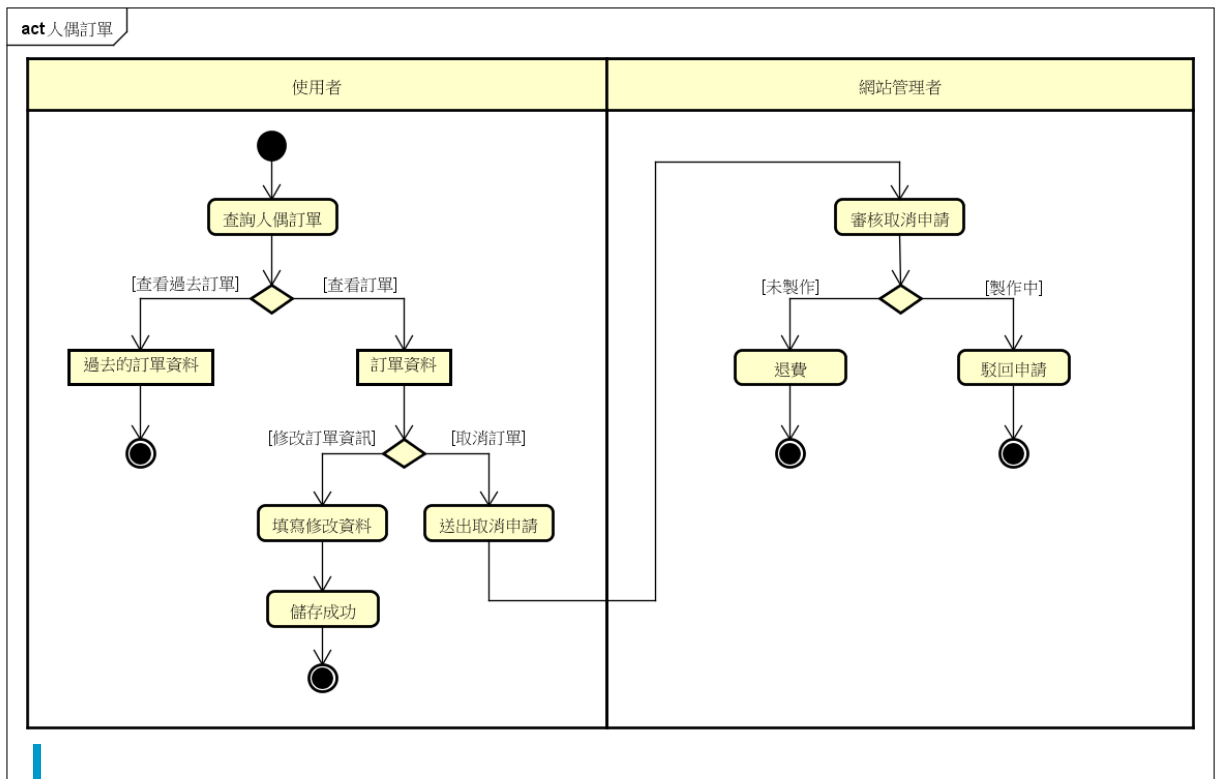 act 人偶訂單
使用者
網站管理者
查詢人偶訂單
審核取消申請
[查看過去訂單]
[查看訂單]
[未製作]
[製作中]
過去的訂單資料
訂單資料
退費
駁回申請
[修改訂單資訊]
[取消訂單]
填寫修改資料
送出取消申請
儲存成功